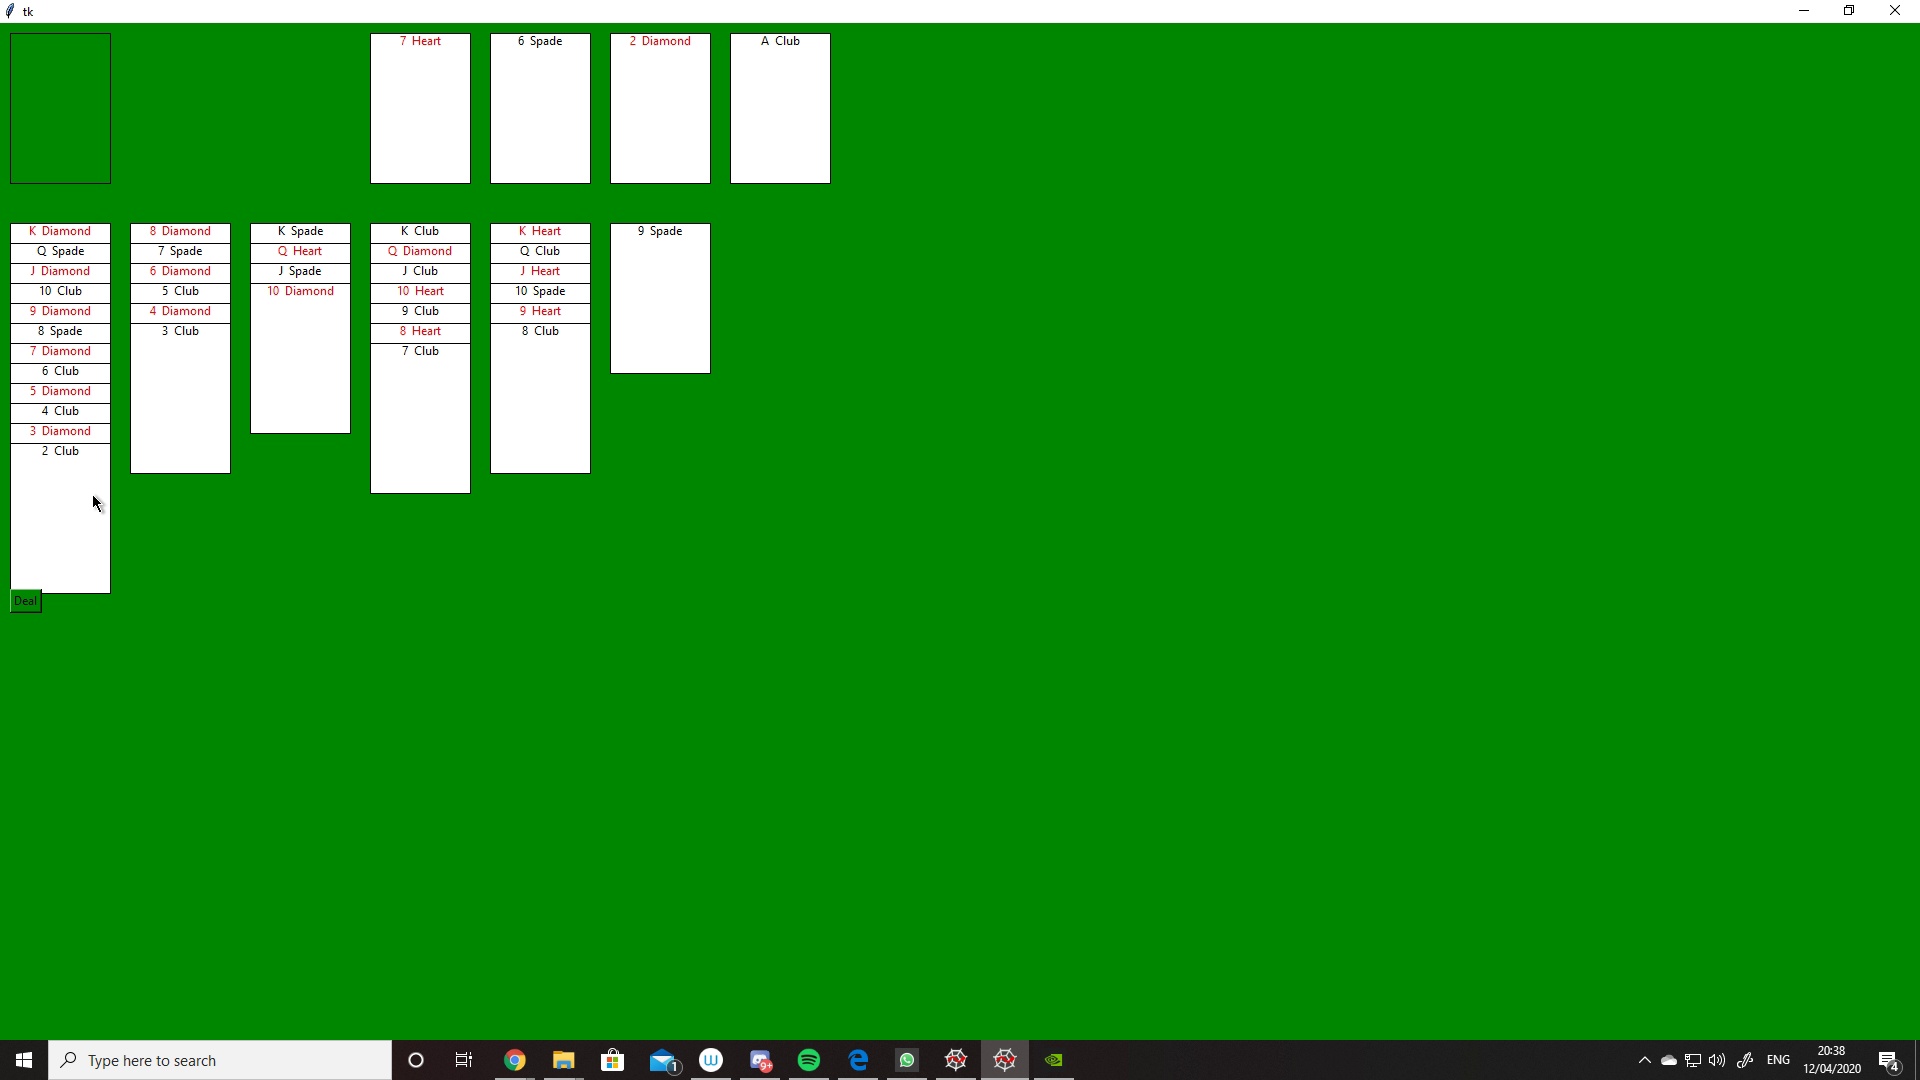 tk
7 Heart
6 Spade
2 Diamond
A Club
K Diamond
Q Spade
J Diamond
10 Club
9 Diamond
8 Spade
7 Diamond
6 Club
5 Diamond
4 Club
3 Diamond
2 Club
8 Diamond
7 Spade
6 Diamond
5 Club
4 Diamond
3 Club
K Spade
Q Heart
J Spade
10 Diamond
K Club
Q Diamond
J Club
10 Heart
9 Club
8 Heart
7 Club
K Heart
Q Club
J Heart
10 Spade
9 Heart
8 Club
9 Spade
Deal
Type here to search
1
W
9+
ENG
20:38
12/04/2020
4